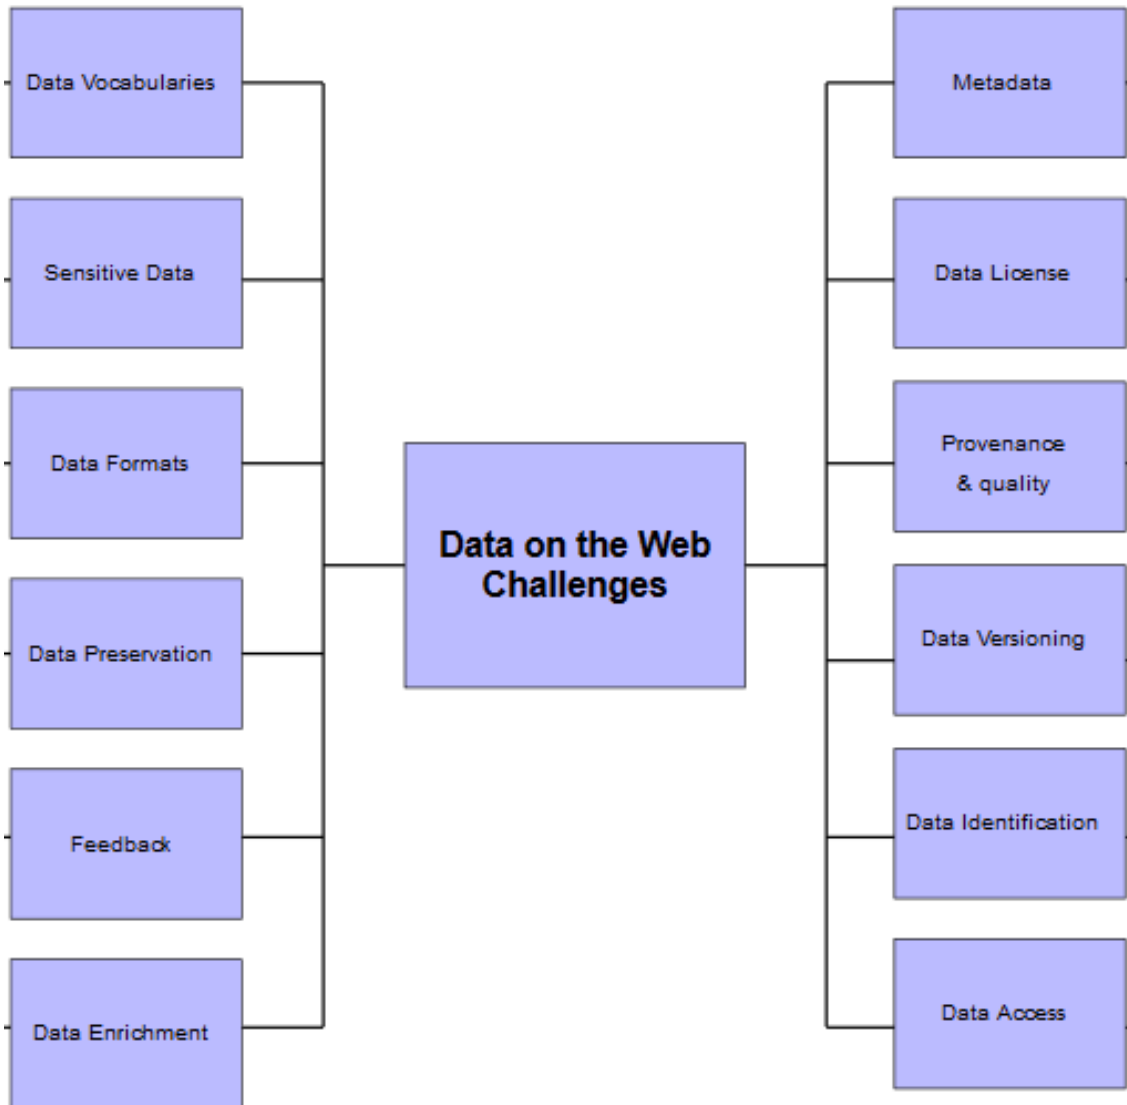 Data Vocabularies
Sensitive Data
Data Formats
Data Preservation
Feedback
Data Enrichment
Data on the Web
Challenges
Metadata
Data License
Provenance
& quality
Data Versioning
Data Identification
Data Access